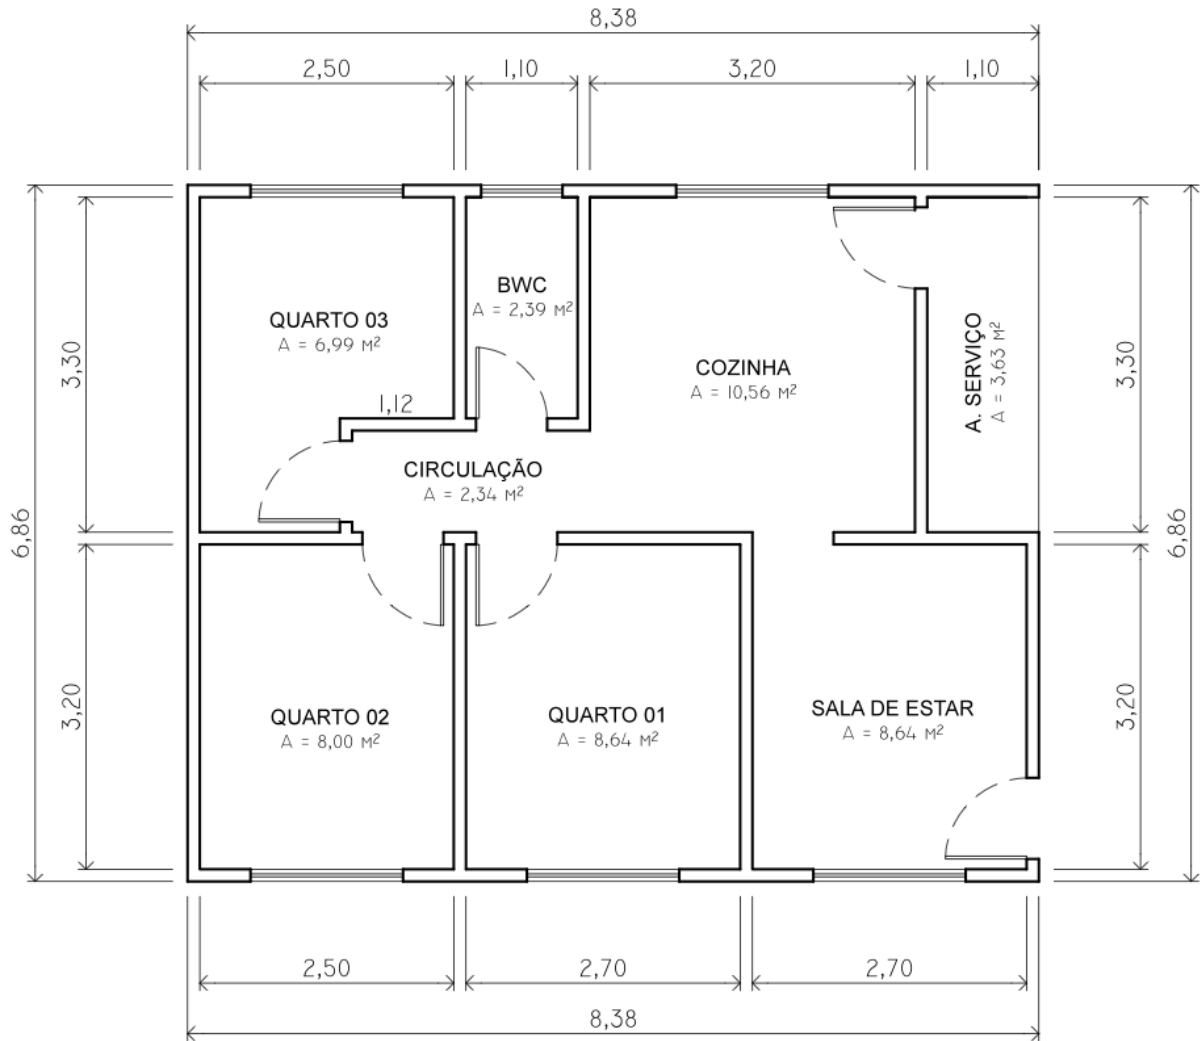 8,38
2,50
1,10
3,20
1,10
BWC
A = 2,39 M²
QUARTO 03
A = 6,99 M²
COZINHA
A = 10,56 M²
A. SERVIÇO
A = 3,63 M²
3,30
3,30
1,12
CIRCULAÇÃO
A = 2,34 M²
6,86
6,86
QUARTO 02
A = 8,00 M²
QUARTO 01
A = 8,64 M²
SALA DE ESTAR
A = 8,64 M²
3,20
3,20
2,50
2,70
2,70
8,38